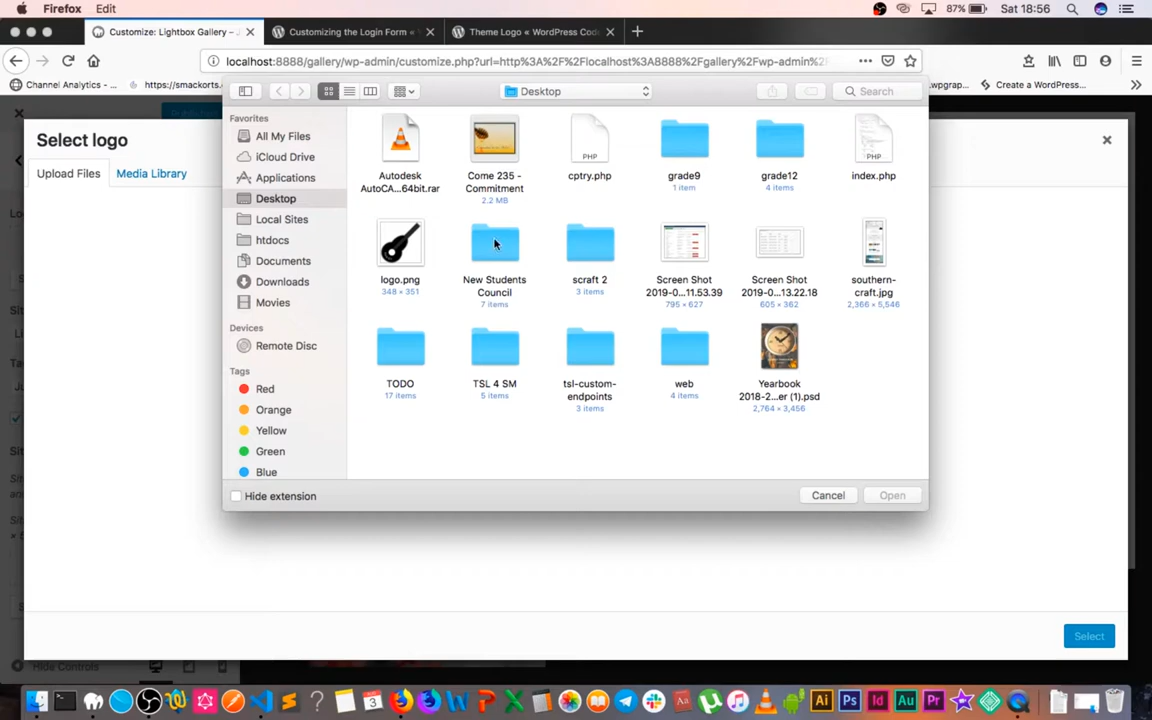 Firefox Edit 87% Sat 18:56
Customize: Lightbox Gallery – Customizing the Login Form « Theme Logo « WordPress Cod
localhost:8888/gallery/wp-admin/customize.php?url=http%3A%2F%2Flocalhost%3A8888%2Fgallery%2Fwp-admin%2
Channel Analytics - ... https://smackorts. .wpgrap... Create a WordPress...
Desktop Search
Select logo
Upload Files Media Library
Favorites
All My Files
iCloud Drive
Applications
Desktop
Local Sites
htdocs
Documents
Downloads
Movies
Devices
Remote Disc
Tags
Red
Orange
Yellow
Green
Blue
PHP PHP
Autodesk Come 235 - cptry.php grade9 grade12 index.php
AutoCA...64bit.rar Commitment 1 item 4 items
2.2 MB
logo.png New Students scraft 2 Screen Shot Screen Shot southern-
348 × 351 Council 3 items 2019-0...11.53.39 2019-0...13.22.18 craft.jpg
7 items 795 × 627 605 × 362 2,366 × 5,546
TODO TSL 4 SM tsl-custom- web Yearbook
17 items 5 items endpoints 4 items 2018-2...er (1).psd
3 items 2,764 × 3,456
Hide extension Cancel Open
Select
Hide Controls